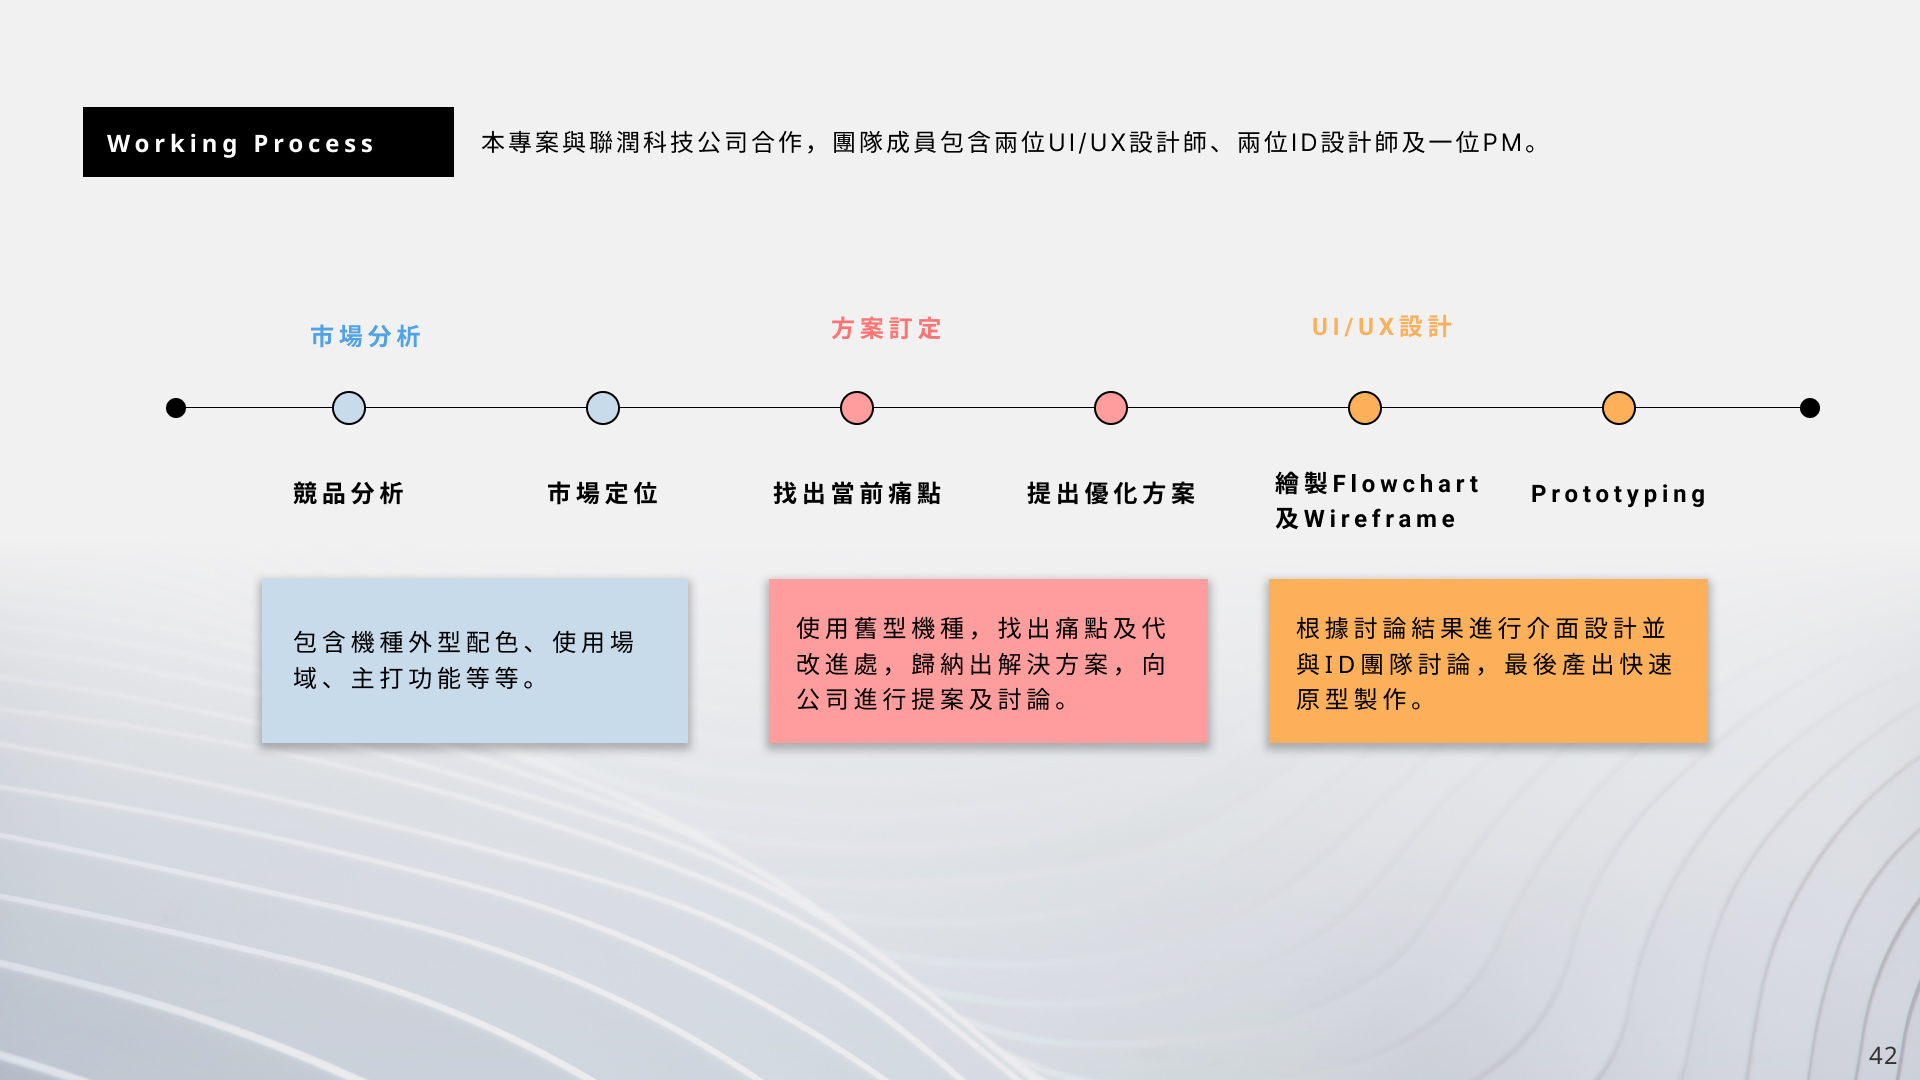 Working Process
本專案與聯潤科技公司合作，團隊成員包含兩位UI/UX設計師、兩位ID設計師及一位PM。
市場分析
方案訂定
UI/UX設計
競品分析
市場定位
找出當前痛點
提出優化方案
繪製Flowchart
及Wireframe
Prototyping
包含機種外型配色、使用場
域、主打功能等等。
使用舊型機種，找出痛點及代
改進處，歸納出解決方案，向
公司進行提案及討論。
根據討論結果進行介面設計並
與ID團隊討論，最後產出快速
原型製作。
42